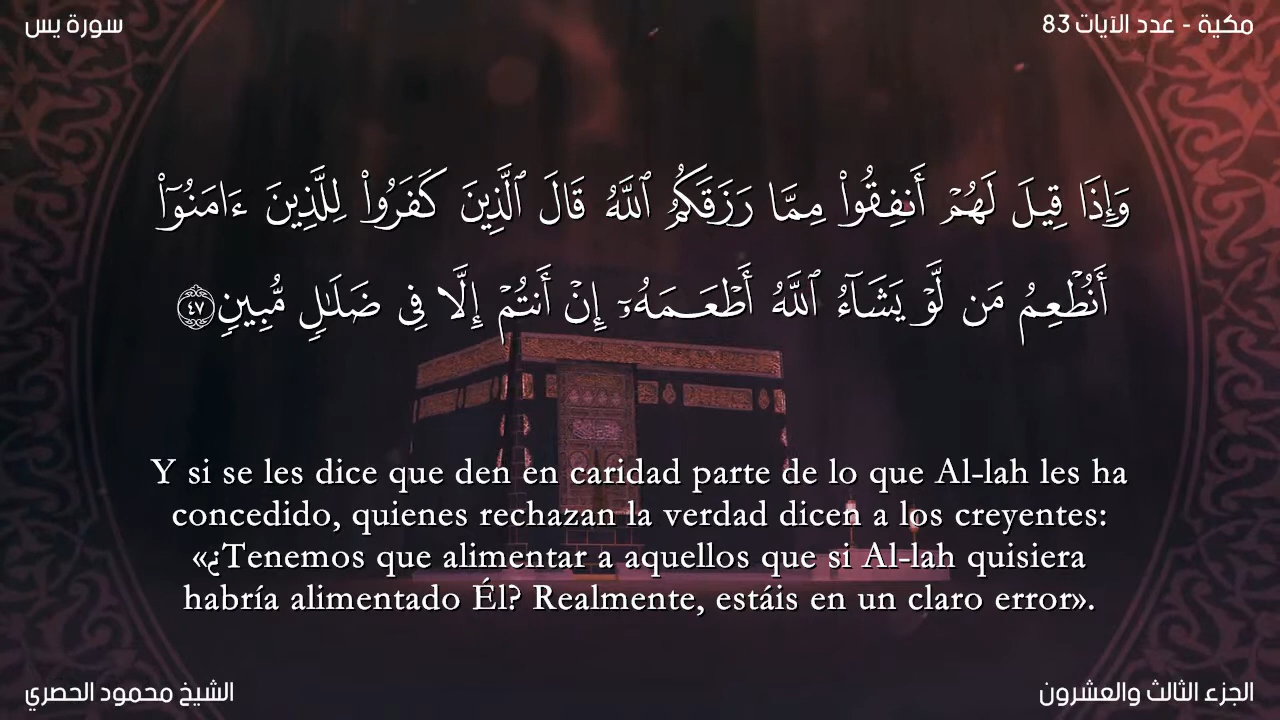 سورة يس
مكية - عدد الآيات 83
وَإِذَا قِيلَ لَهُمۡ أَنفِقُواْ مِمَّا رَزَقَكُمُ ٱللَّهُ قَالَ ٱلَّذِينَ كَفَرُواْ لِلَّذِينَ ءَامَنُوٓاْ
أَنُطۡعِمُ مَن لَّوۡ يَشَآءُ ٱللَّهُ أَطۡعَمَهُۥٓ إِنۡ أَنتُمۡ إِلَّا فِي ضَلَٰلٖ مُّبِينٖ ٤٧
Y si se les dice que den en caridad parte de lo que Al-lah les ha
concedido, quienes rechazan la verdad dicen a los creyentes:
«¿Tenemos que alimentar a aquellos que si Al-lah quisiera
habría alimentado Él? Realmente, estáis en un claro error».
الشيخ محمود الحصري
الجزء الثالث والعشرون